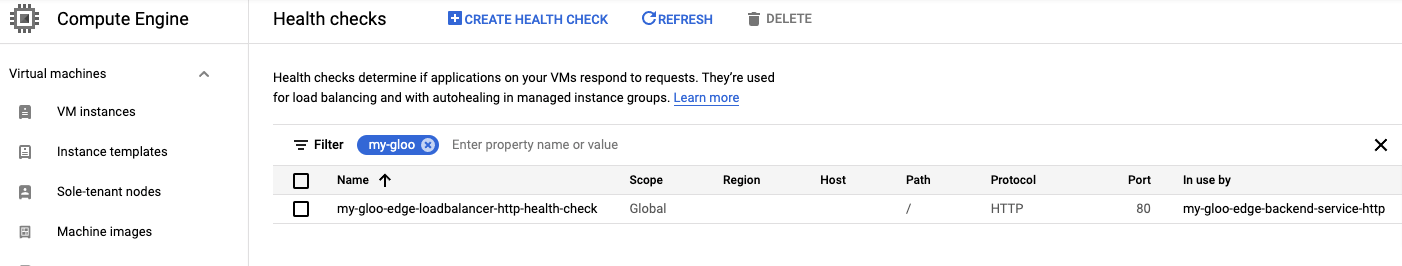 Compute Engine
Health checks
CREATE HEALTH CHECK
REFRESH
DELETE
Virtual machines
VM instances
Instance templates
Sole-tenant nodes
Machine images
Health checks determine if applications on your VMs respond to requests. They're used
for load balancing and with autohealing in managed instance groups. Learn more
Filter my-gloo Enter property name or value
Name Scope Region Host Path Protocol Port In use by
my-gloo-edge-loadbalancer-http-health-check Global / HTTP 80 my-gloo-edge-backend-service-http